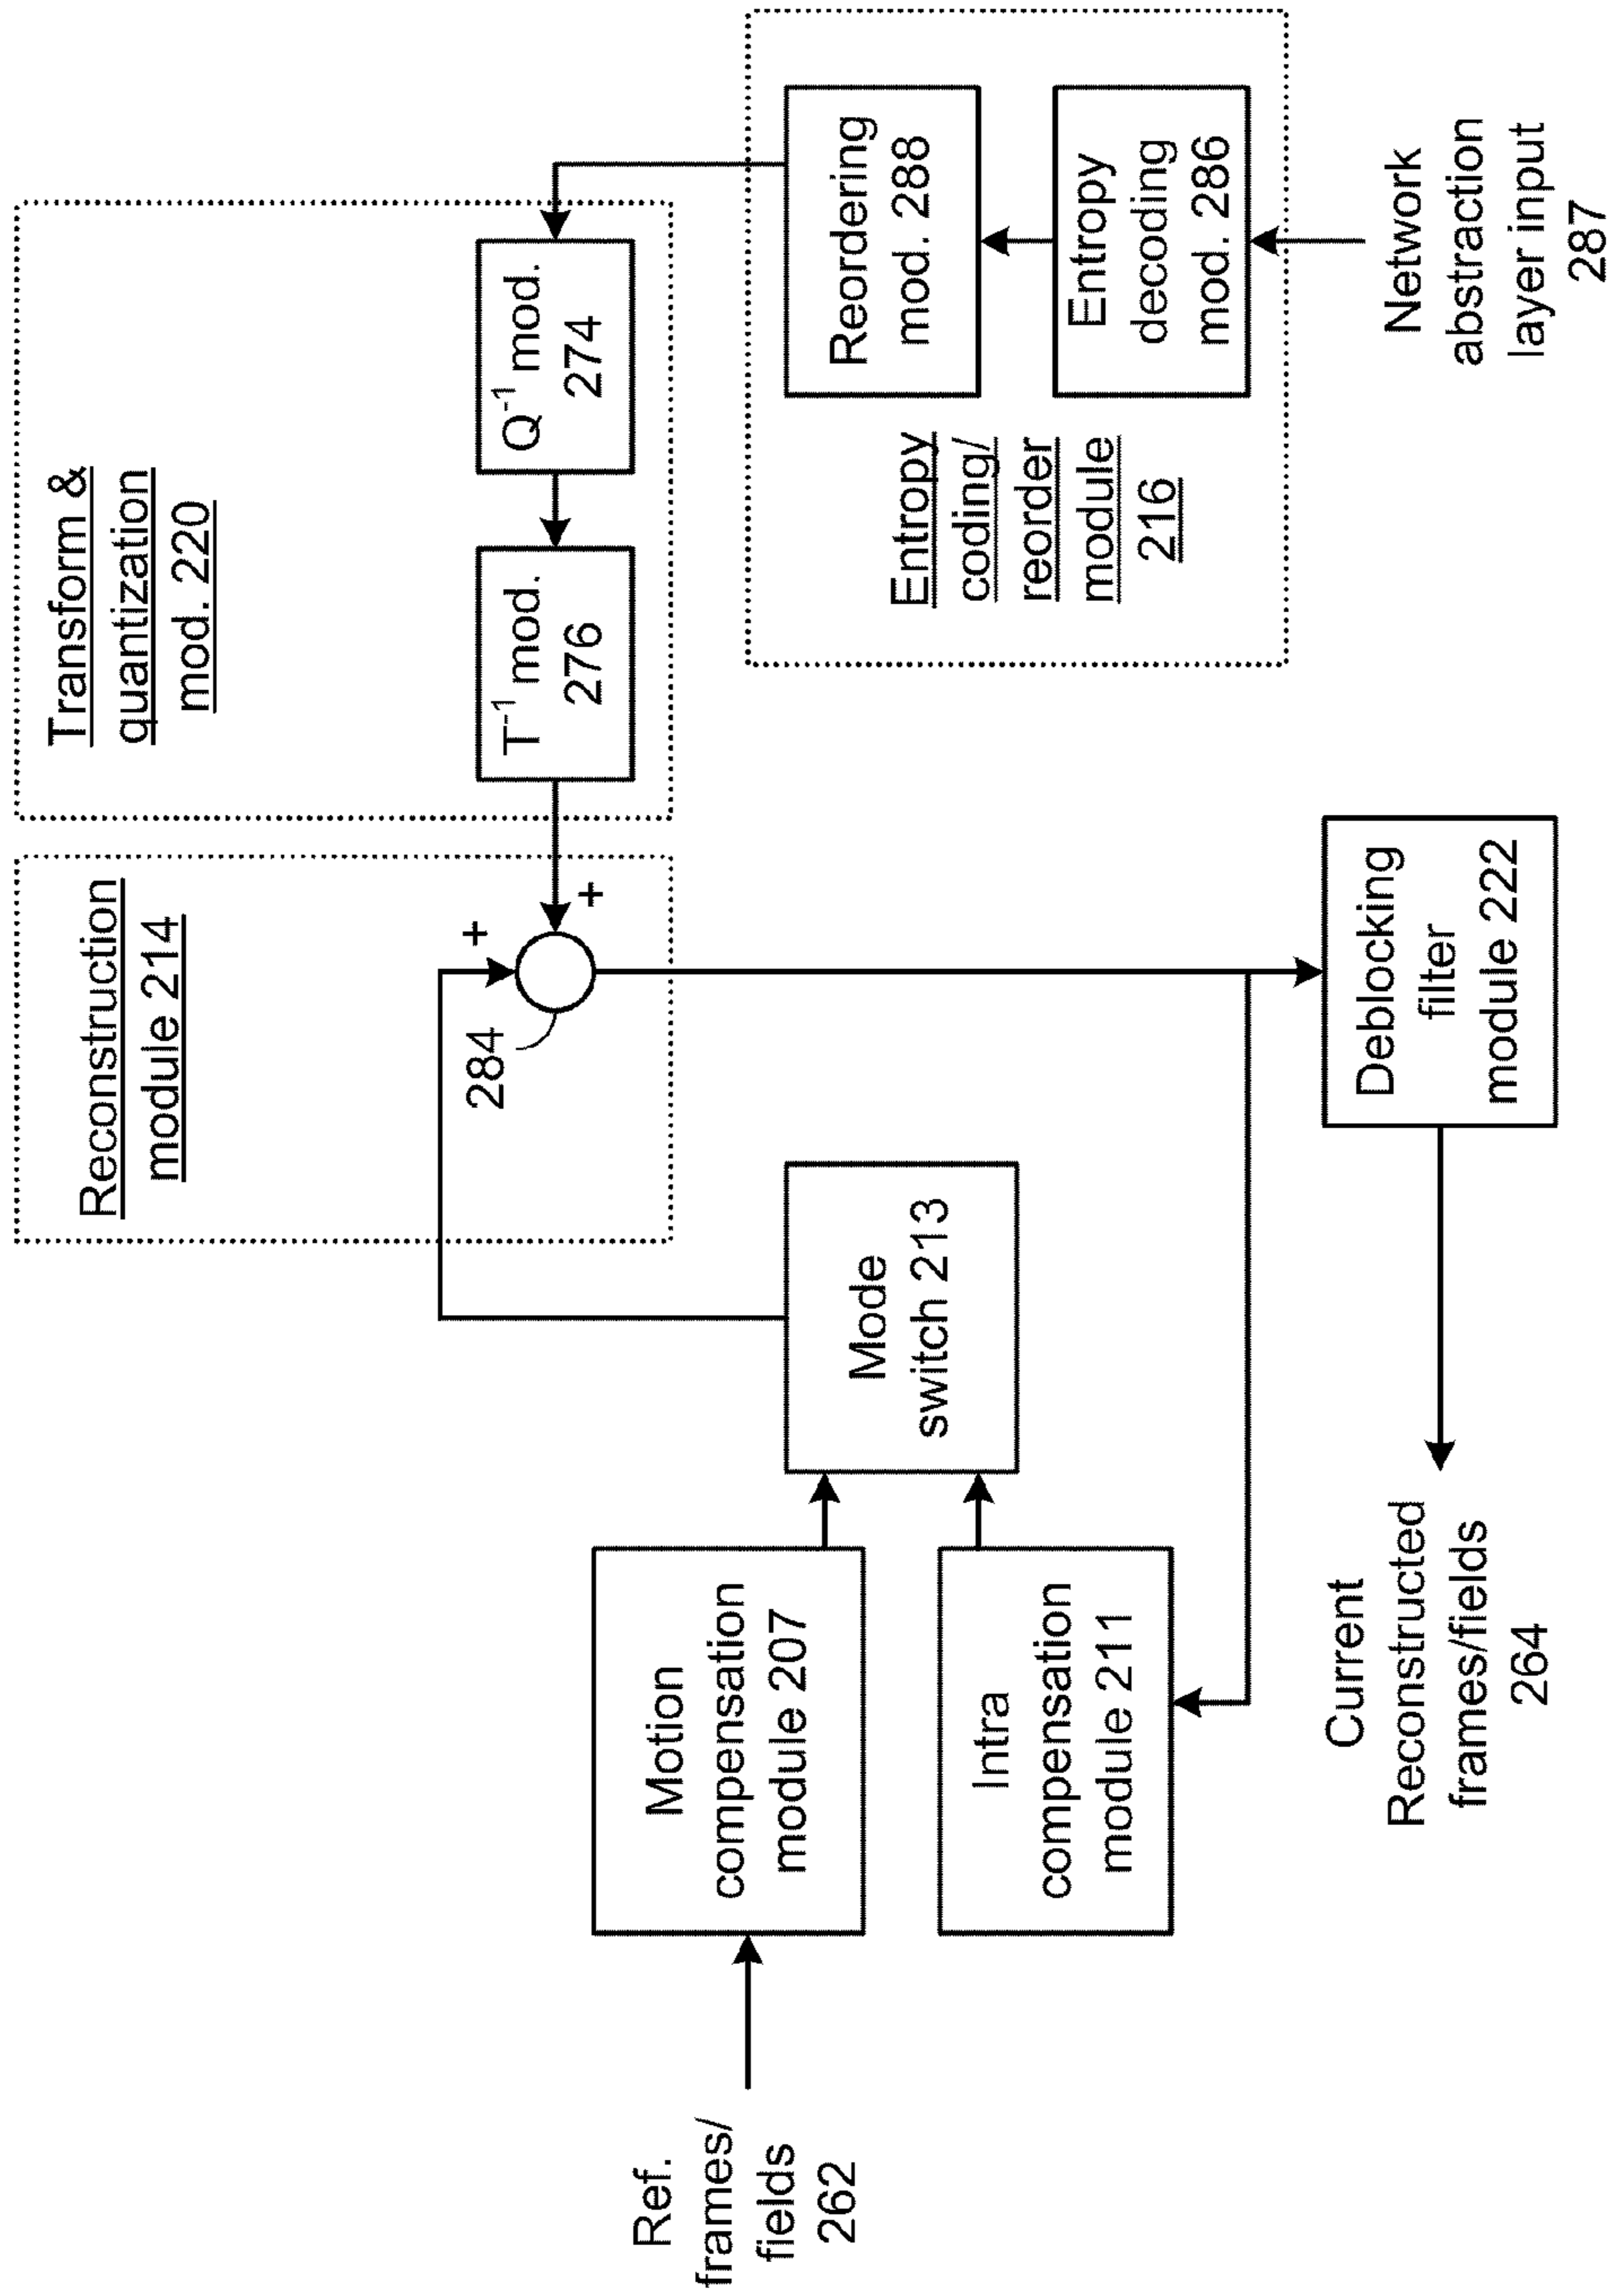 Reconstruction
module 214
Transform &
quantization
mod. 220
284
+
+
T-1 mod.
276
Q-1 mod.
274
Ref.
frames/
fields
262
Motion
compensation
module 207
Intra
compensation
module 211
Mode
switch 213
Entropy
coding/
reorder
module
216
Reordering
mod. 288
Entropy
decoding
mod. 286
Current
Reconstructed
frames/fields
264
Deblocking
filter
module 222
Network
abstraction
layer input
287